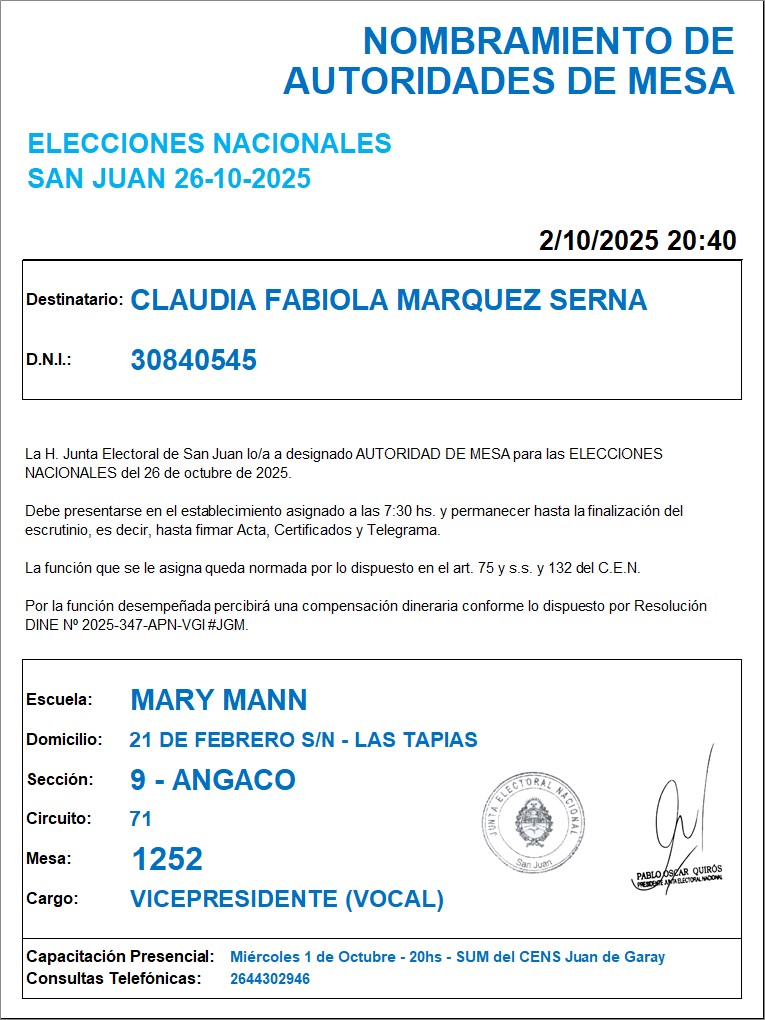 NOMBRAMIENTO DE
AUTORIDADES DE MESA
ELECCIONES NACIONALES
SAN JUAN 26-10-2025
2/10/2025 20:40
Destinatario: CLAUDIA FABIOLA MARQUEZ SERNA
D.N.I.: 30840545
La H. Junta Electoral de San Juan lo/a a designado AUTORIDAD DE MESA para las ELECCIONES
NACIONALES del 26 de octubre de 2025.
Debe presentarse en el establecimiento asignado a las 7:30 hs. y permanecer hasta la finalización del
escrutinio, es decir, hasta firmar Acta, Certificados y Telegrama.
La función que se le asigna queda normada por lo dispuesto en el art. 75 y s.s. y 132 del C.E.N.
Por la función desempeñada percibirá una compensación dineraria conforme lo dispuesto por Resolución
DINE Nº 2025-347-APN-VGI#JGM.
Escuela: MARY MANN
Domicilio: 21 DE FEBRERO S/N - LAS TAPIAS
Sección: 9 - ANGACO
Circuito: 71
Mesa: 1252
Cargo: VICEPRESIDENTE (VOCAL)
JUNTA ELECTORAL NACIONAL
San Juan
PABLO OSCAR QUIRÓS
PRESIDENTE JUNTA ELECTORAL NACIONAL
Capacitación Presencial: Miércoles 1 de Octubre - 20hs - SUM del CENS Juan de Garay
Consultas Telefónicas: 2644302946